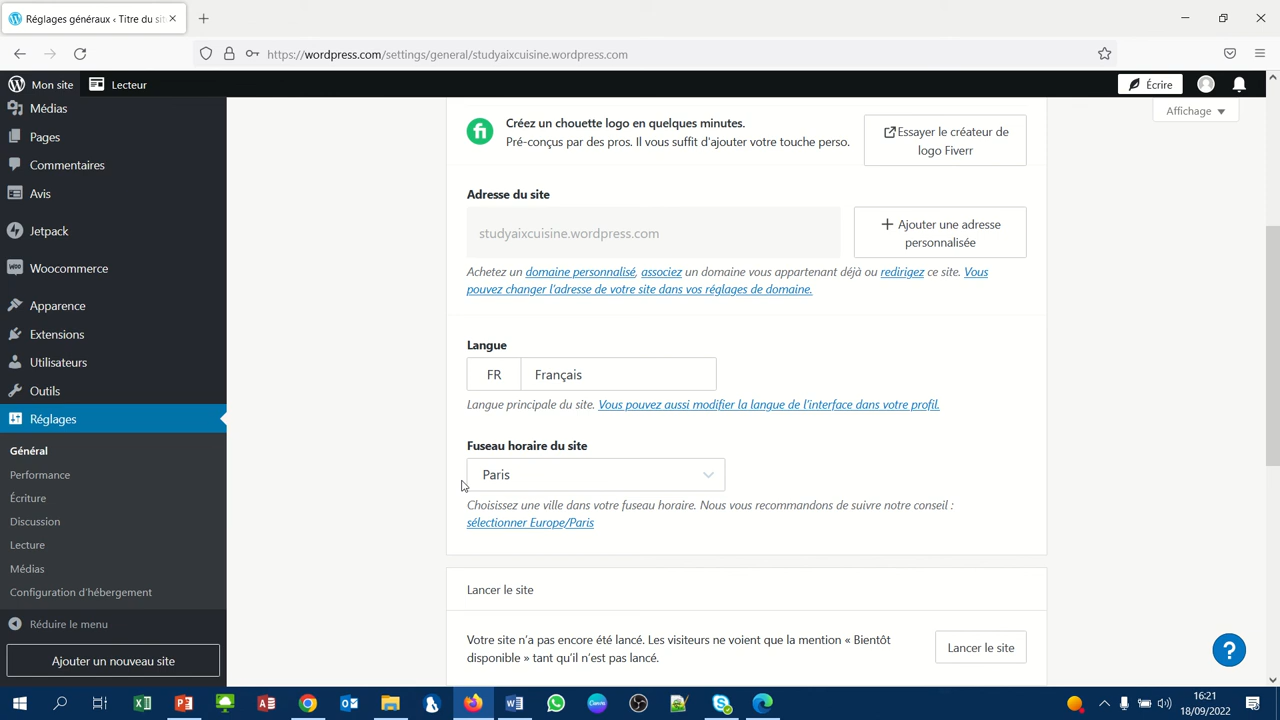 Réglages généraux ‹ Titre du sit
https://wordpress.com/settings/general/studyaixcuisine.wordpress.com
Mon site
Lecteur
Écrire
Médias
Pages
Commentaires
Avis
Jetpack
WOO
Woocommerce
Apparence
Extensions
Utilisateurs
Outils
Réglages
Général
Performance
Écriture
Discussion
Lecture
Médias
Configuration d’hébergement
Réduire le menu
Ajouter un nouveau site
Affichage
fi
Créez un chouette logo en quelques minutes.
Pré-conçus par des pros. Il vous suffit d'ajouter votre touche perso.
Essayer le créateur de
logo Fiverr
Adresse du site
studyaixcuisine.wordpress.com
Ajouter une adresse
personnalisée
Achetez un domaine personnalisé, associez un domaine vous appartenant déjà ou redirigez ce site. Vous
pouvez changer l’adresse de votre site dans vos réglages de domaine.
Langue
FR
Français
Langue principale du site. Vous pouvez aussi modifier la langue de l’interface dans votre profil.
Fuseau horaire du site
Paris
Choisissez une ville dans votre fuseau horaire. Nous vous recommandons de suivre notre conseil :
sélectionner Europe/Paris
Lancer le site
Votre site n’a pas encore été lancé. Les visiteurs ne voient que la mention « Bientôt
disponible » tant qu’il n’est pas lancé.
Lancer le site
?
16:21
18/09/2022